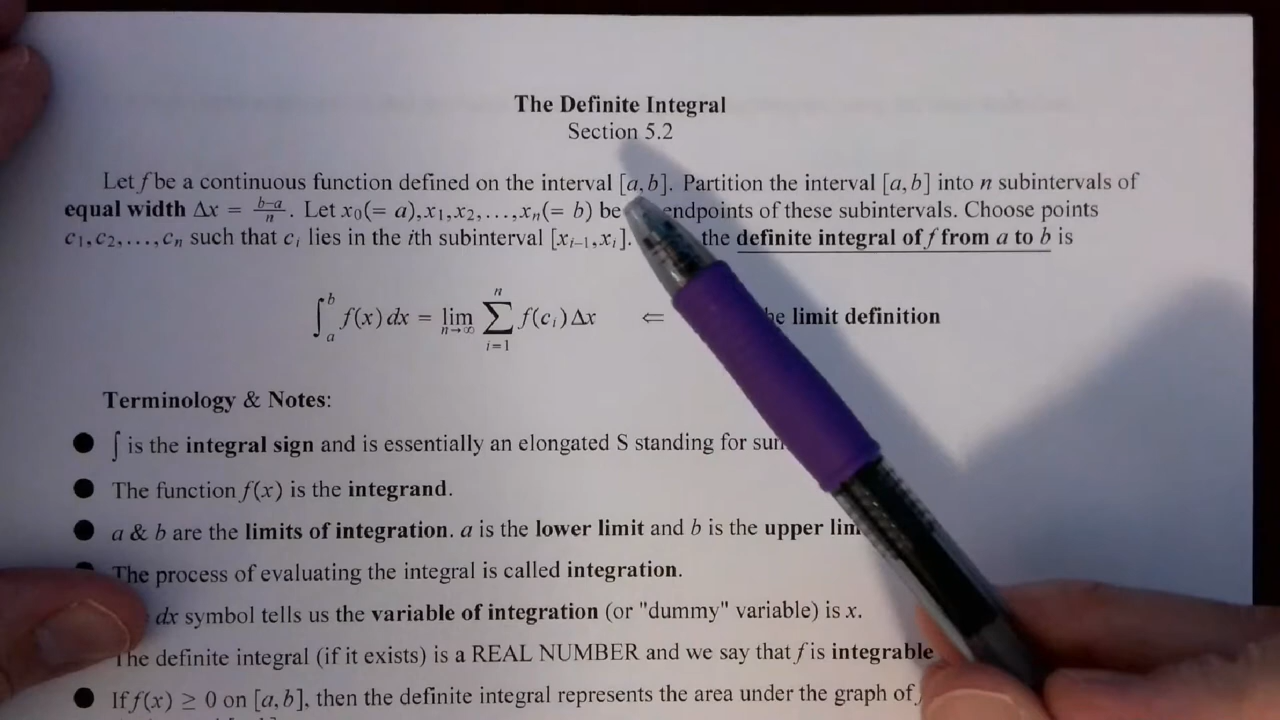 The Definite Integral
Section 5.2
Let f be a continuous function defined on the interval [a,b]. Partition the interval [a,b] into n subintervals of
equal width Δx = (b−a)/n. Let x₀(= a),x₁,x₂,…,xₙ(= b) be endpoints of these subintervals. Choose points
c₁,c₂,…,cₙ such that cᵢ lies in the ith subinterval [xᵢ₋₁,xᵢ]. the definite integral of f from a to b is
∫ₐᵇ f(x) dx = lim n→∞ ∑ i=1 n f(cᵢ)Δx ⇐ limit definition
Terminology & Notes:
● ∫ is the integral sign and is essentially an elongated S standing for
● The function f(x) is the integrand.
● a & b are the limits of integration. a is the lower limit and b is the upper
● The process of evaluating the integral is called integration.
dx symbol tells us the variable of integration (or "dummy" variable) is x.
The definite integral (if it exists) is a REAL NUMBER and we say that f is integrable
● If f(x) ≥ 0 on [a,b], then the definite integral represents the area under the graph of